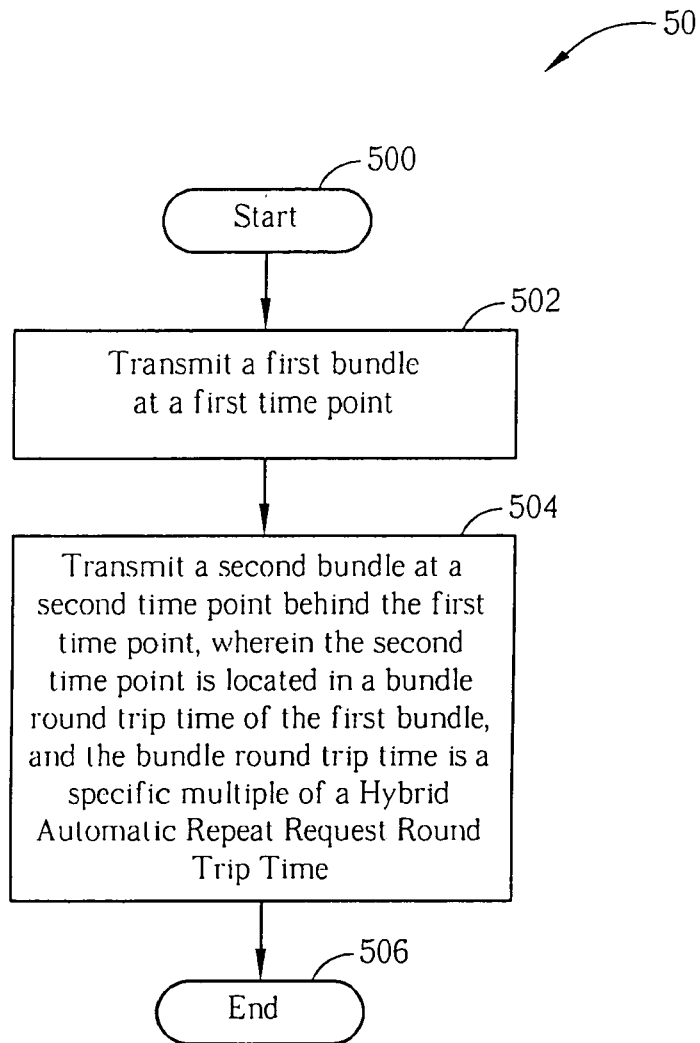 50
500
Start
502
Transmit a first bundle
at a first time point
504
Transmit a second bundle at a
second time point behind the first
time point, wherein the second
time point is located in a bundle
round trip time of the first bundle,
and the bundle round trip time is a
specific multiple of a Hybrid
Automatic Repeat Request Round
Trip Time
506
End